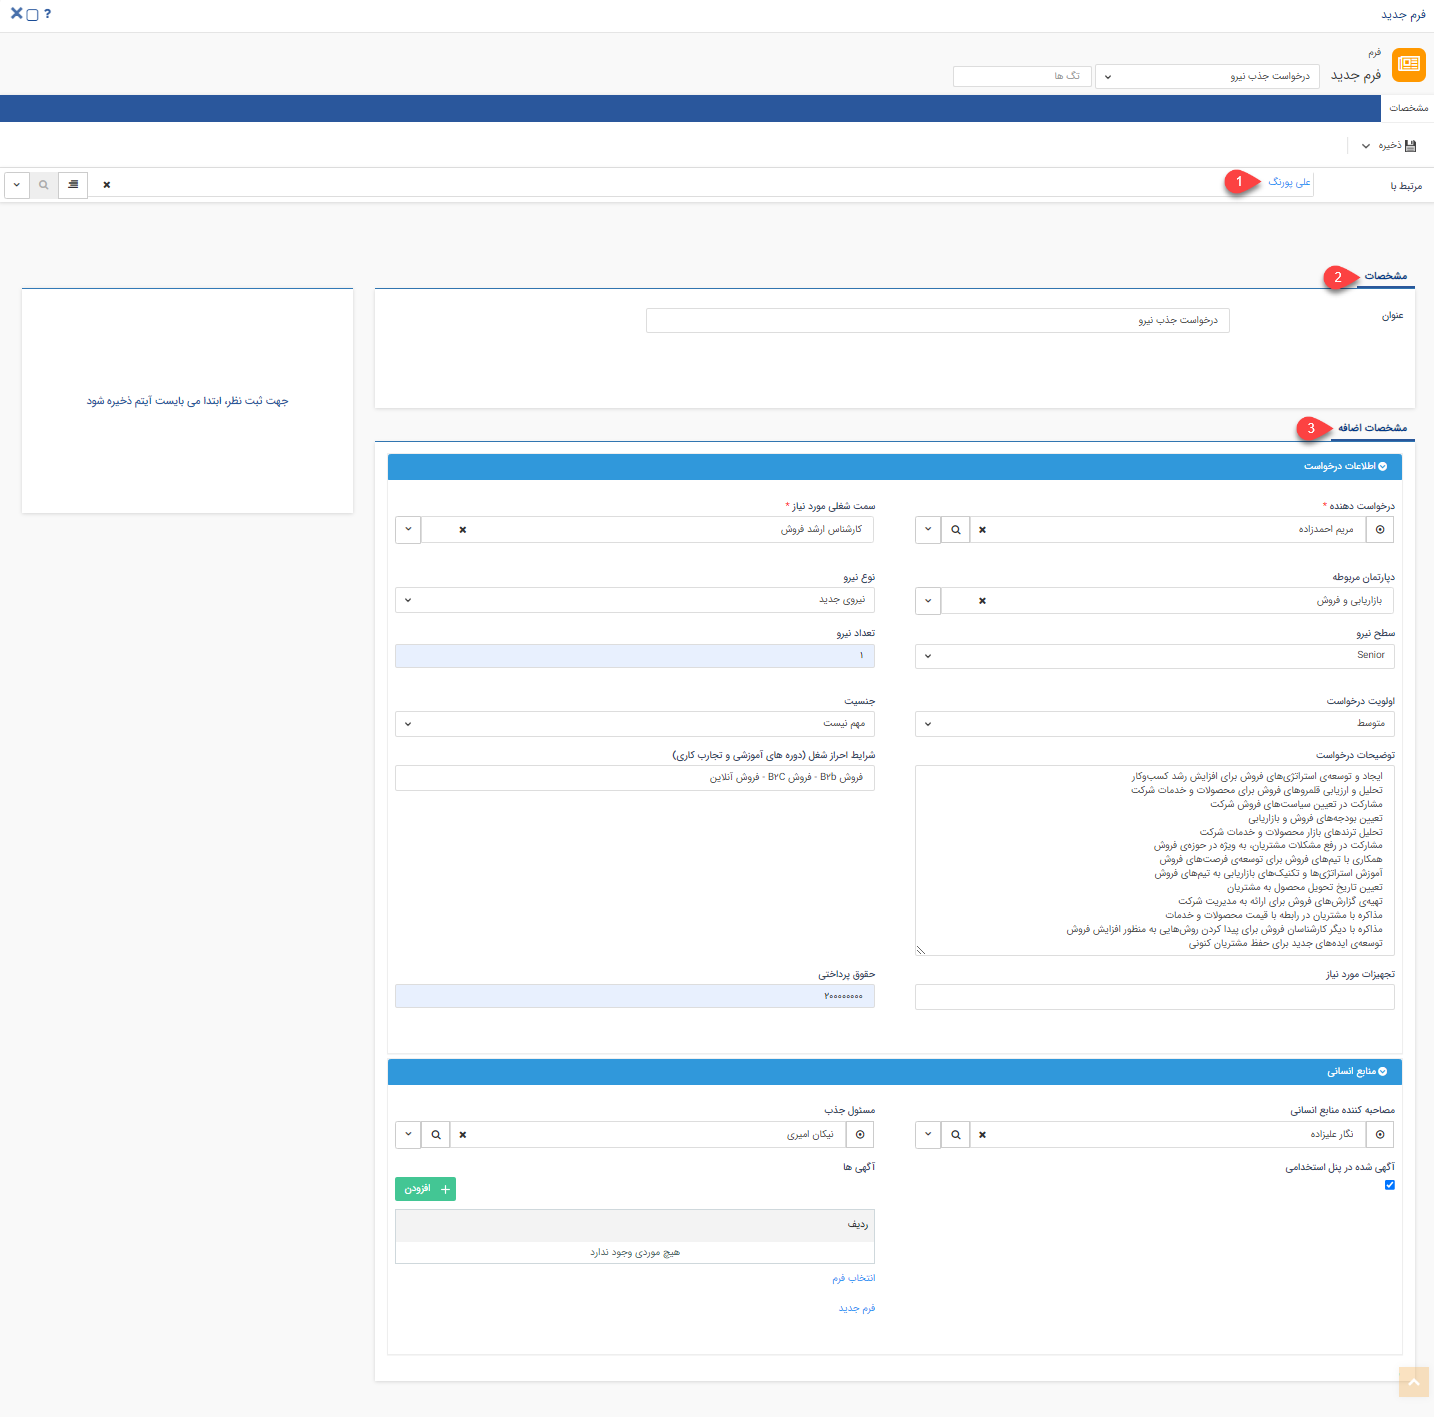 فرم جدید
?
فرم
فرم جدید
درخواست جذب نیرو
تگ ها
مشخصات
ذخیره
مرتبط با
علی پورنگ
1
مشخصات
2
عنوان
درخواست جذب نیرو
جهت ثبت نظر، ابتدا می بایست آیتم ذخیره شود
مشخصات اضافه
3
اطلاعات درخواست
درخواست دهنده *
سمت شغلی مورد نیاز *
مریم احمدزاده
کارشناس ارشد فروش
دپارتمان مربوطه
نوع نیرو
بازاریابی و فروش
نیروی جدید
سطح نیرو
تعداد نیرو
Senior
۱
اولویت درخواست
جنسیت
متوسط
مهم نیست
توضیحات درخواست
شرایط احراز شغل (دوره های آموزشی و تجارب کاری)
فروش B۲b - فروش B۲C - فروش آنلاین
ایجاد و توسعه‌ی استراتژی‌های فروش برای افزایش رشد کسب‌وکار
تحلیل و ارزیابی قلمروهای فروش برای محصولات و خدمات شرکت
مشارکت در تعیین سیاست‌های فروش شرکت
تعیین بودجه‌های فروش و بازاریابی
تحلیل ترندهای بازار محصولات و خدمات شرکت
مشارکت در رفع مشکلات مشتریان، به ویژه در حوزه‌ی فروش
همکاری با تیم‌های فروش برای توسعه‌ی فرصت‌های فروش
آموزش استراتژی‌ها و تکنیک‌های بازاریابی به تیم‌های فروش
تعیین تاریخ تحویل محصول به مشتریان
تهیه‌ی گزارش‌های فروش برای ارائه به مدیریت شرکت
مذاکره با مشتریان در رابطه با قیمت محصولات و خدمات
مذاکره با دیگر کارشناسان فروش برای پیدا کردن روش‌هایی به منظور افزایش فروش
توسعه‌ی ایده‌های جدید برای حفظ مشتریان کنونی
تجهیزات مورد نیاز
حقوق پرداختی
۲۰۰۰۰۰۰۰۰
منابع انسانی
مصاحبه کننده منابع انسانی
مسئول جذب
نگار علیزاده
نیکان امیری
آگهی شده در پنل استخدامی
آگهی ها
افزودن
ردیف
هیچ موردی وجود ندارد
انتخاب فرم
فرم جدید